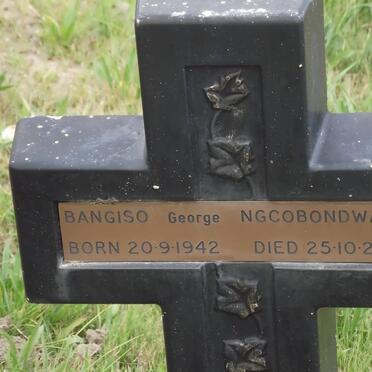 BANGISO George NGCOBONDWA
BORN 20-9-1942 DIED 25-10-2